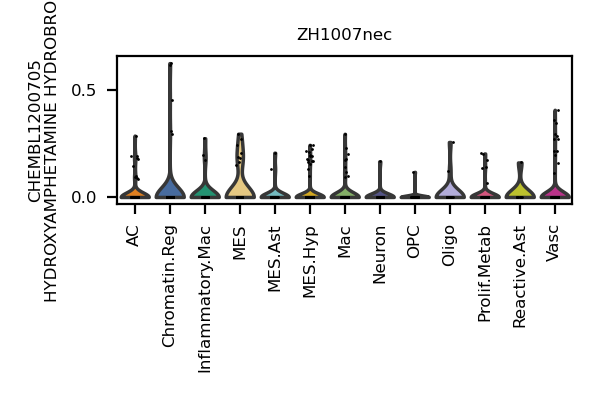 ZH1007nec
CHEMBL1200705
HYDROXYAMPHETAMINE HYDROBRO
0.5
0.0
AC
Chromatin.Reg
Inflammatory.Mac
MES
MES.Ast
MES.Hyp
Mac
Neuron
OPC
Oligo
Prolif.Metab
Reactive.Ast
Vasc